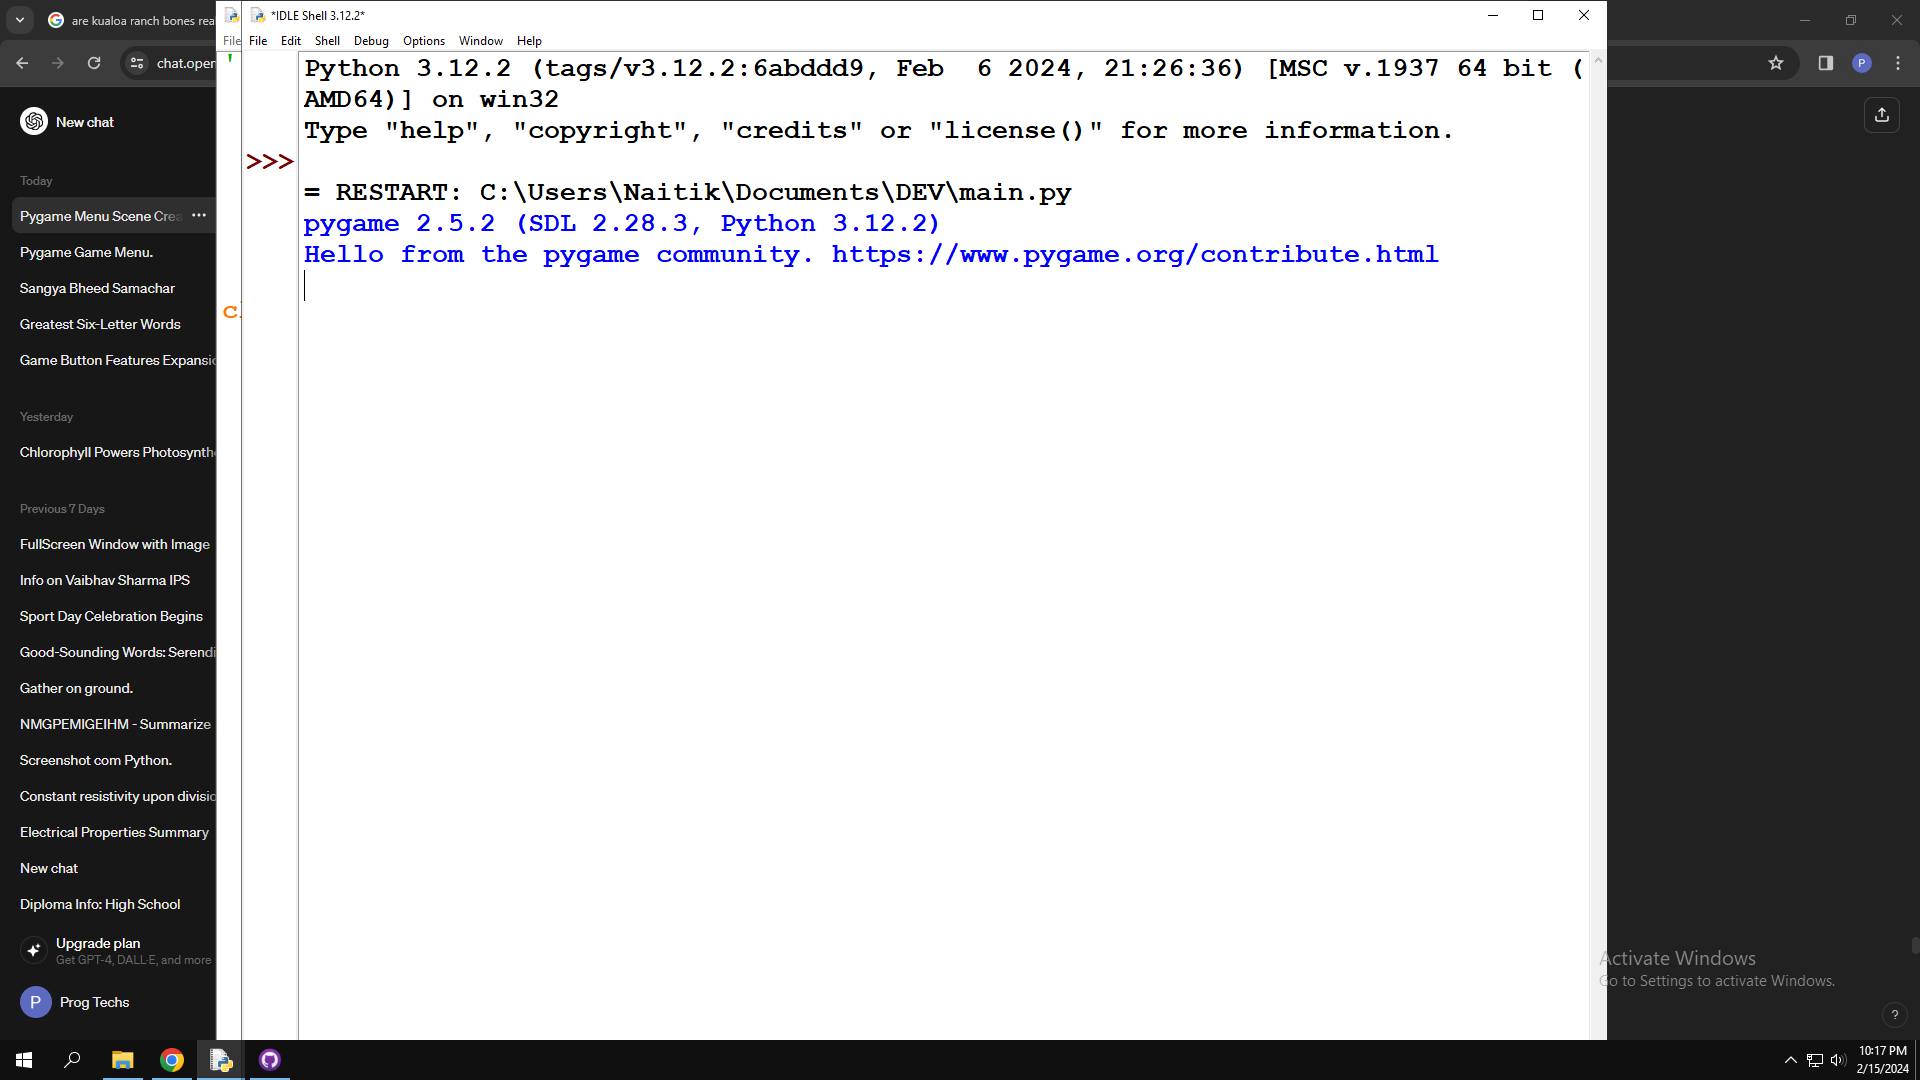 are kualoa ranch bones rea
*IDLE Shell 3.12.2*
File
File Edit Shell Debug Options Window Help
chat.open
'
Python 3.12.2 (tags/v3.12.2:6abddd9, Feb  6 2024, 21:26:36) [MSC v.1937 64 bit (
AMD64)] on win32
Type "help", "copyright", "credits" or "license()" for more information.
>>>
= RESTART: C:\Users\Naitik\Documents\DEV\main.py
pygame 2.5.2 (SDL 2.28.3, Python 3.12.2)
Hello from the pygame community. https://www.pygame.org/contribute.html
New chat
Today
Pygame Menu Scene Crea
Pygame Game Menu.
Sangya Bheed Samachar
Greatest Six-Letter Words
Game Button Features Expansio
Yesterday
Chlorophyll Powers Photosynthe
Previous 7 Days
FullScreen Window with Image
Info on Vaibhav Sharma IPS
Sport Day Celebration Begins
Good-Sounding Words: Serendi
Gather on ground.
NMGPEMIGEIHM - Summarize
Screenshot com Python.
Constant resistivity upon divisio
Electrical Properties Summary
New chat
Diploma Info: High School
Upgrade plan
Get GPT-4, DALL·E, and more
P
Prog Techs
P
Activate Windows
Go to Settings to activate Windows.
?
10:17 PM
2/15/2024